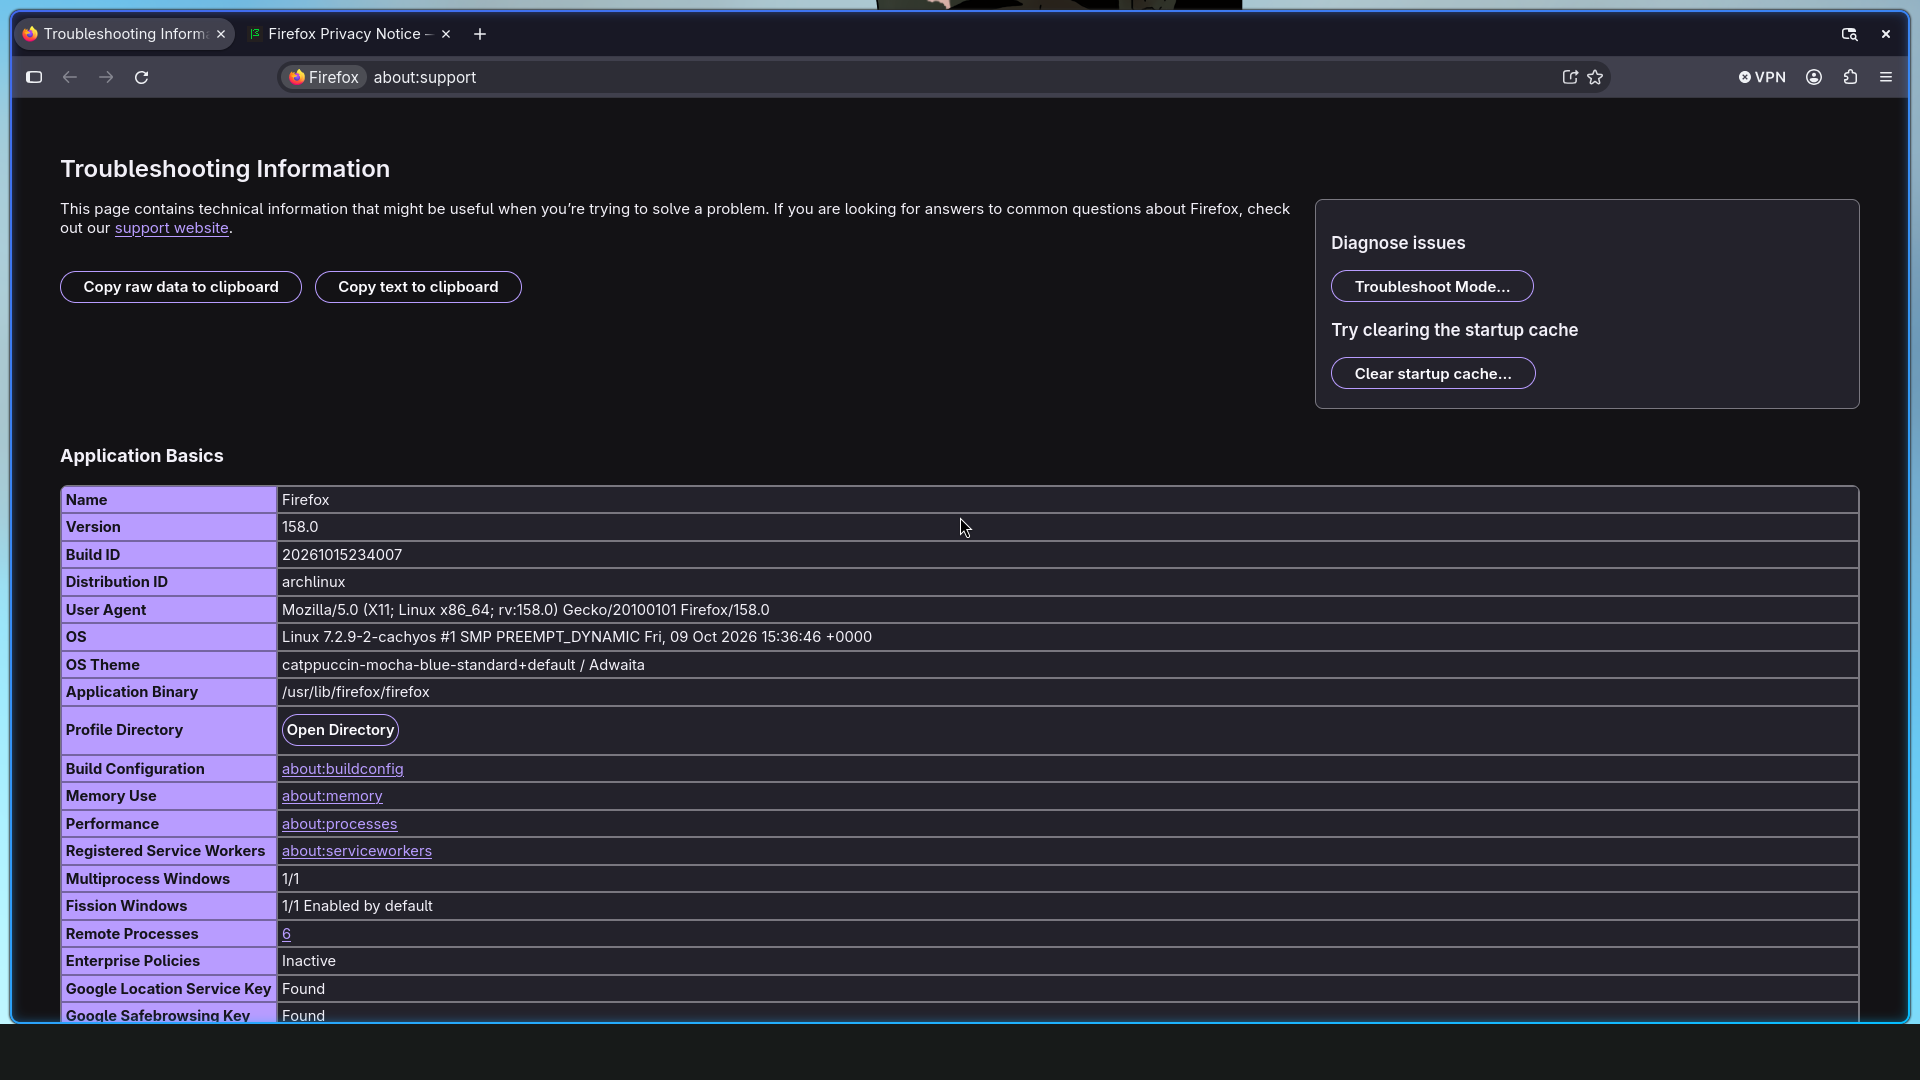 Troubleshooting Informa
Firefox Privacy Notice —
Firefox
about:support
VPN
Troubleshooting Information
This page contains technical information that might be useful when you’re trying to solve a problem. If you are looking for answers to common questions about Firefox, check
out our support website.
Copy raw data to clipboard
Copy text to clipboard
Diagnose issues
Troubleshoot Mode…
Try clearing the startup cache
Clear startup cache…
Application Basics
Name Firefox
Version 158.0
Build ID 20261015234007
Distribution ID archlinux
User Agent Mozilla/5.0 (X11; Linux x86_64; rv:158.0) Gecko/20100101 Firefox/158.0
OS Linux 7.2.9-2-cachyos #1 SMP PREEMPT_DYNAMIC Fri, 09 Oct 2026 15:36:46 +0000
OS Theme catppuccin-mocha-blue-standard+default / Adwaita
Application Binary /usr/lib/firefox/firefox
Profile Directory Open Directory
Build Configuration about:buildconfig
Memory Use about:memory
Performance about:processes
Registered Service Workers about:serviceworkers
Multiprocess Windows 1/1
Fission Windows 1/1 Enabled by default
Remote Processes 6
Enterprise Policies Inactive
Google Location Service Key Found
Google Safebrowsing Key Found